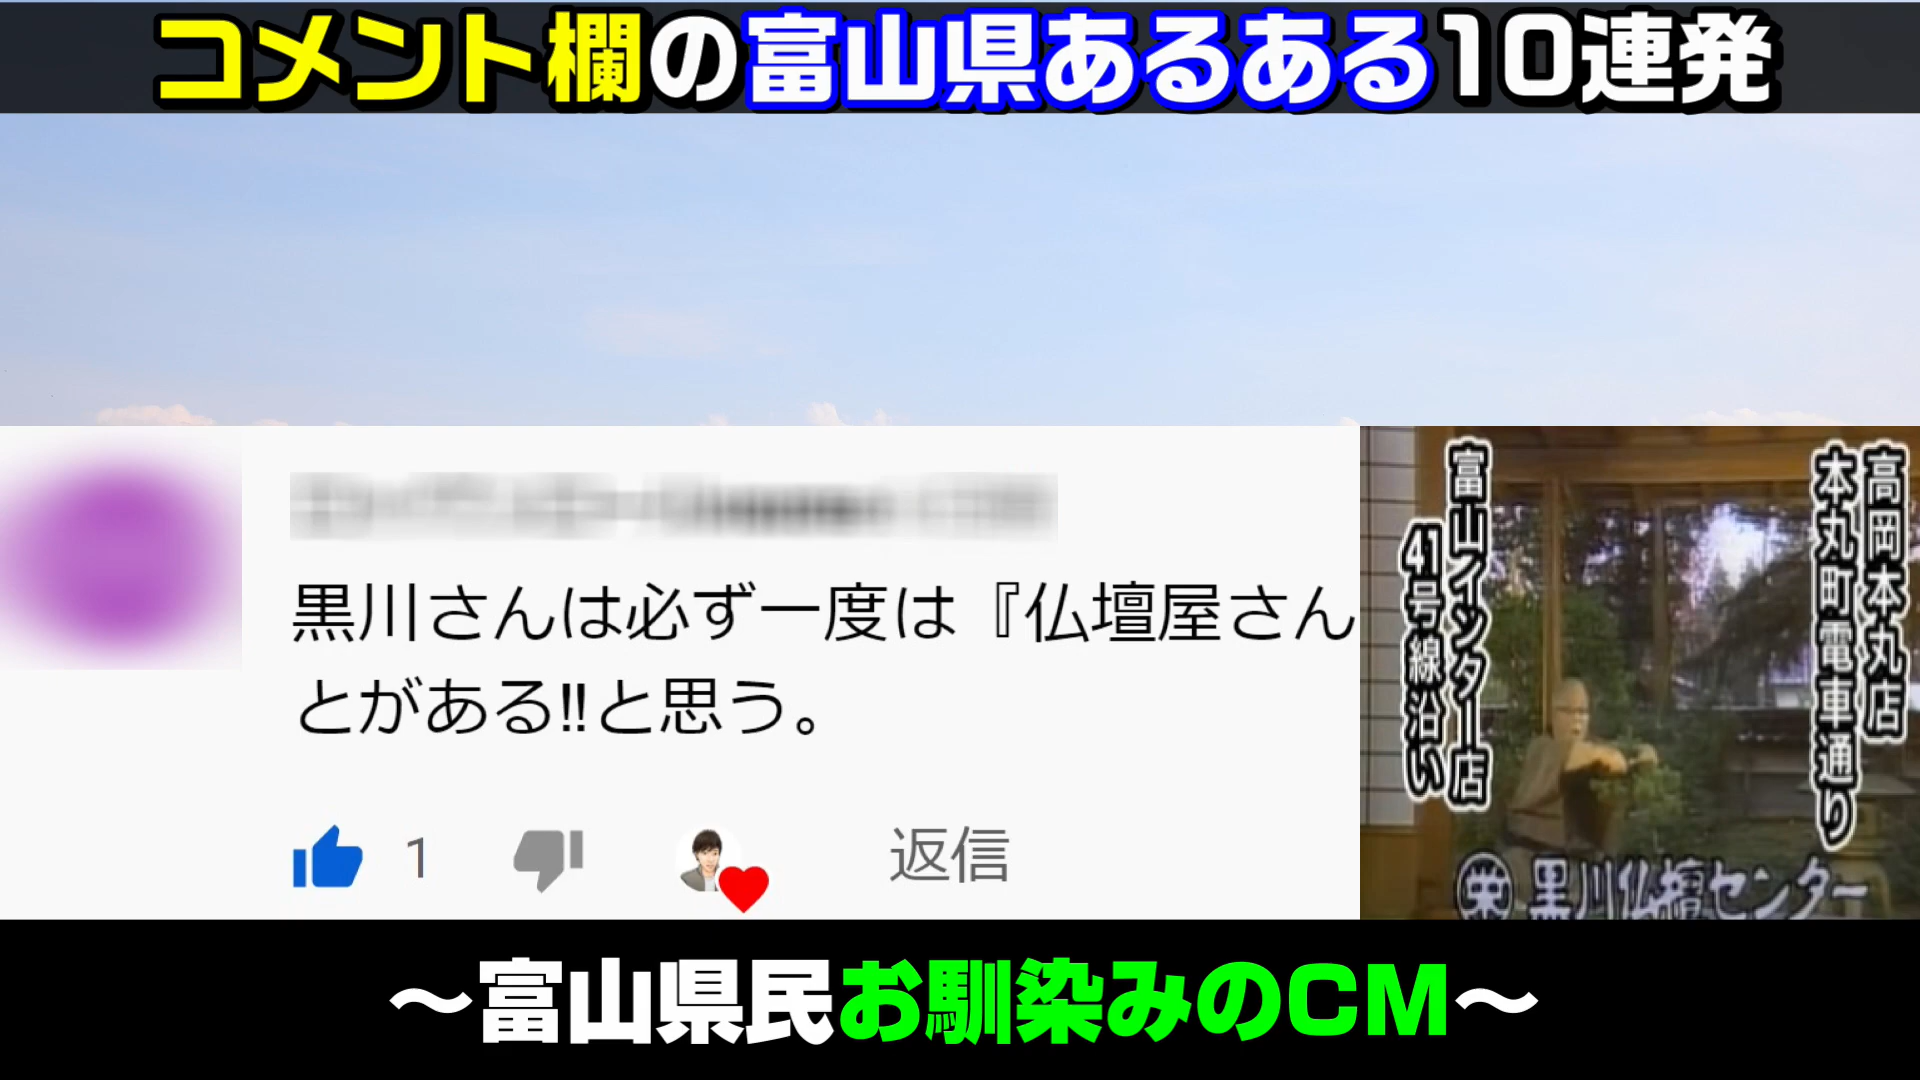 コメント欄の富山県あるある10連発
黒川さんは必ず一度は『仏壇屋さん
とがある‼と思う。
1
返信
高岡本丸店
本丸町電車通り
富山インター店
41号線沿い
栄 黒川仏壇センター
〜富山県民お馴染みのCM〜